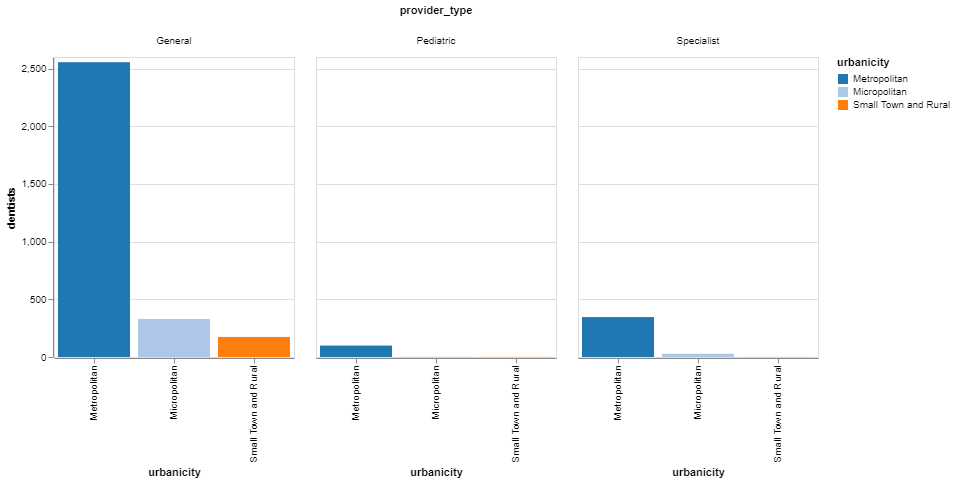 provider_type
General
Pediatric
Specialist
urbanicity
Metropolitan
Micropolitan
Small Town and Rural
dentists
2,500
2,000
1,500
1,000
500
0
Metropolitan
Micropolitan
Small Town and Rural
Metropolitan
Micropolitan
Small Town and Rural
Metropolitan
Micropolitan
Small Town and Rural
urbanicity
urbanicity
urbanicity